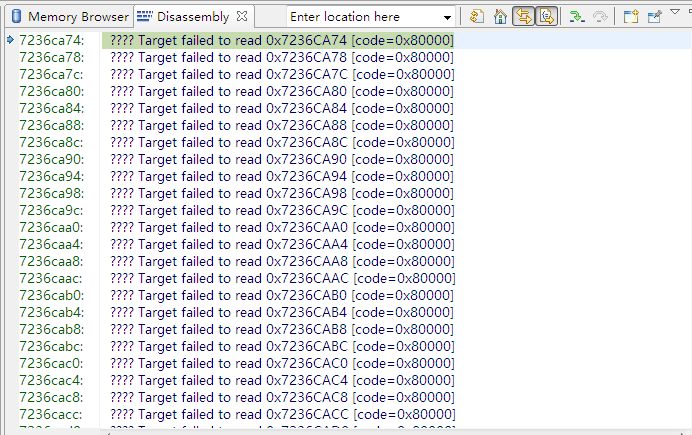 Memory Browser Disassembly Enter location here
7236ca74: ???? Target failed to read 0x7236CA74 [code=0x80000]
7236ca78: ???? Target failed to read 0x7236CA78 [code=0x80000]
7236ca7c: ???? Target failed to read 0x7236CA7C [code=0x80000]
7236ca80: ???? Target failed to read 0x7236CA80 [code=0x80000]
7236ca84: ???? Target failed to read 0x7236CA84 [code=0x80000]
7236ca88: ???? Target failed to read 0x7236CA88 [code=0x80000]
7236ca8c: ???? Target failed to read 0x7236CA8C [code=0x80000]
7236ca90: ???? Target failed to read 0x7236CA90 [code=0x80000]
7236ca94: ???? Target failed to read 0x7236CA94 [code=0x80000]
7236ca98: ???? Target failed to read 0x7236CA98 [code=0x80000]
7236ca9c: ???? Target failed to read 0x7236CA9C [code=0x80000]
7236caa0: ???? Target failed to read 0x7236CAA0 [code=0x80000]
7236caa4: ???? Target failed to read 0x7236CAA4 [code=0x80000]
7236caa8: ???? Target failed to read 0x7236CAA8 [code=0x80000]
7236caac: ???? Target failed to read 0x7236CAAC [code=0x80000]
7236cab0: ???? Target failed to read 0x7236CAB0 [code=0x80000]
7236cab4: ???? Target failed to read 0x7236CAB4 [code=0x80000]
7236cab8: ???? Target failed to read 0x7236CAB8 [code=0x80000]
7236cabc: ???? Target failed to read 0x7236CABC [code=0x80000]
7236cac0: ???? Target failed to read 0x7236CAC0 [code=0x80000]
7236cac4: ???? Target failed to read 0x7236CAC4 [code=0x80000]
7236cac8: ???? Target failed to read 0x7236CAC8 [code=0x80000]
7236cacc: ???? Target failed to read 0x7236CACC [code=0x80000]